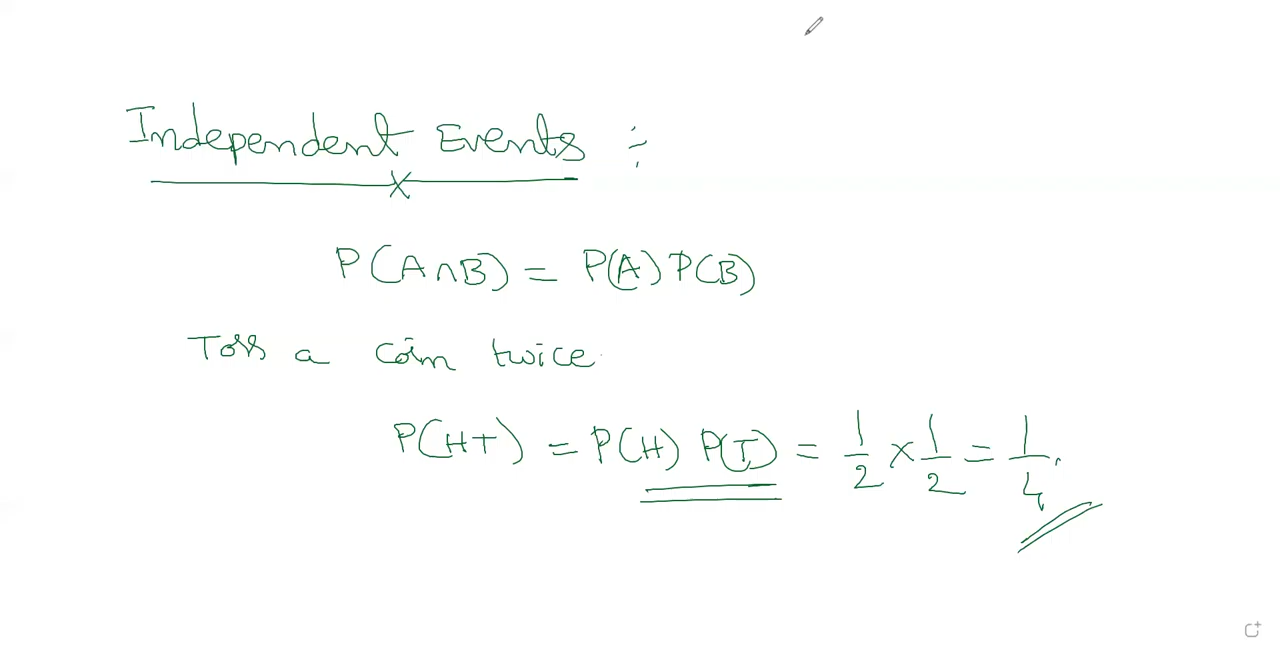 Independent Events :
P(A∩B) = P(A) P(B)
Toss a coin twice
P(HT) = P(H) P(T) = 1/2 × 1/2 = 1/4.